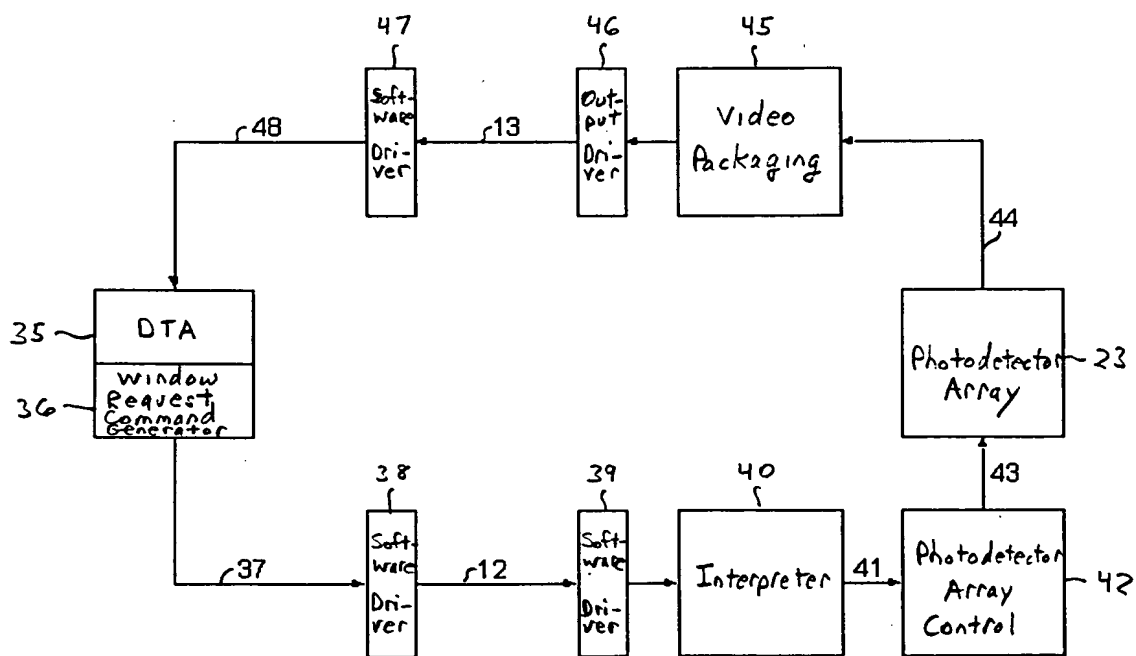 47
46
45
Soft-
ware
Driver
Out-
put
Dri-
ver
Video
Packaging
48
13
44
35
DTA
36
Window
Request
Command
Generator
Photodetector
Array
23
38
39
40
43
37
Soft-
ware
Dri-
ver
12
Soft-
ware
Dri-
ver
Interpreter
41
Photodetector
Array
Control
42